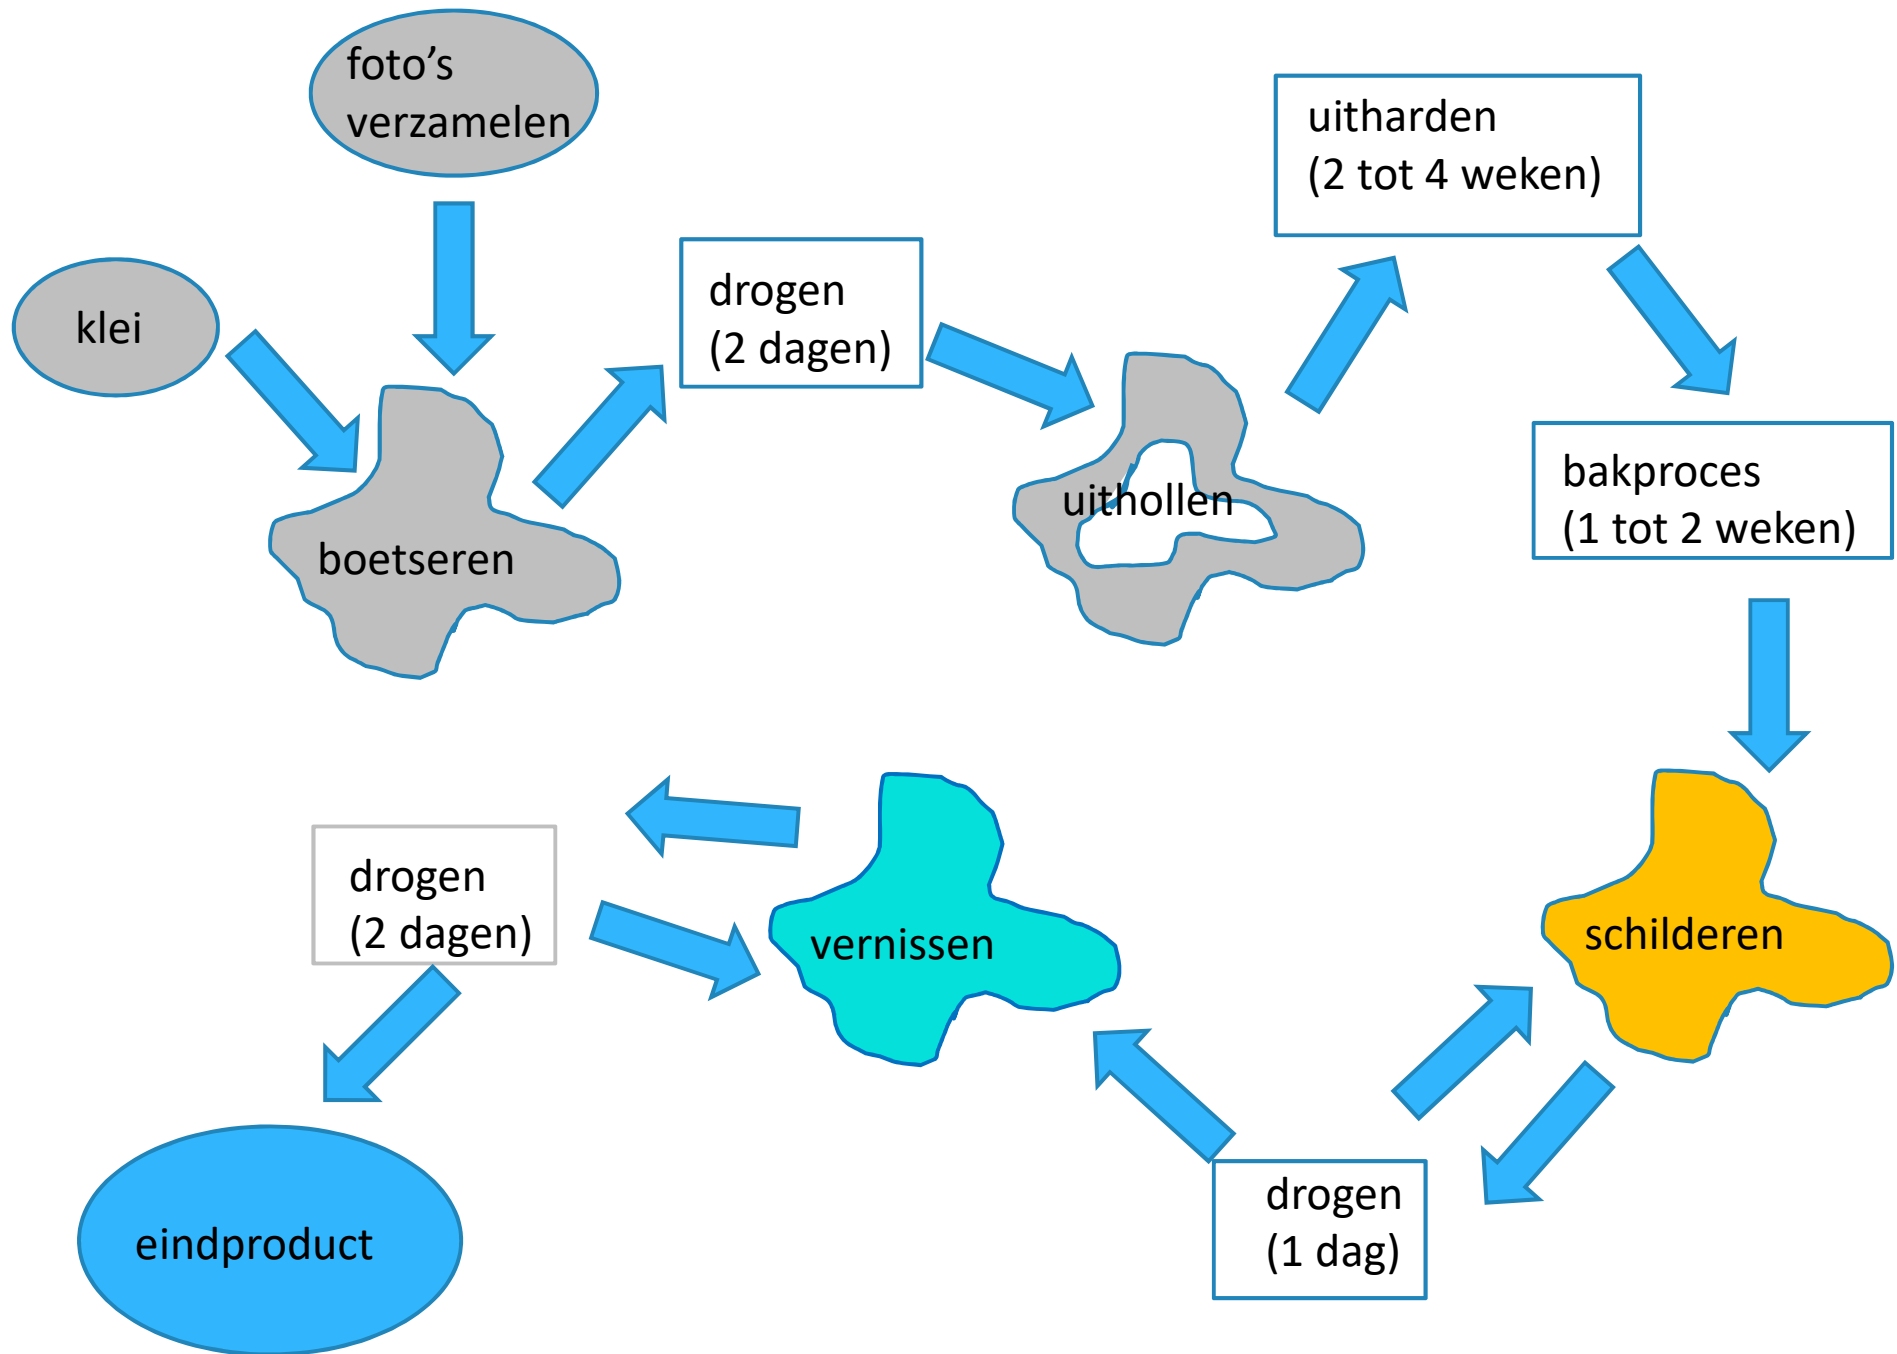 foto’s
verzamelen
klei
boetseren
drogen
(2 dagen)
uithollen
uitharden
(2 tot 4 weken)
bakproces
(1 tot 2 weken)
schilderen
drogen
(1 dag)
vernissen
drogen
(2 dagen)
eindproduct